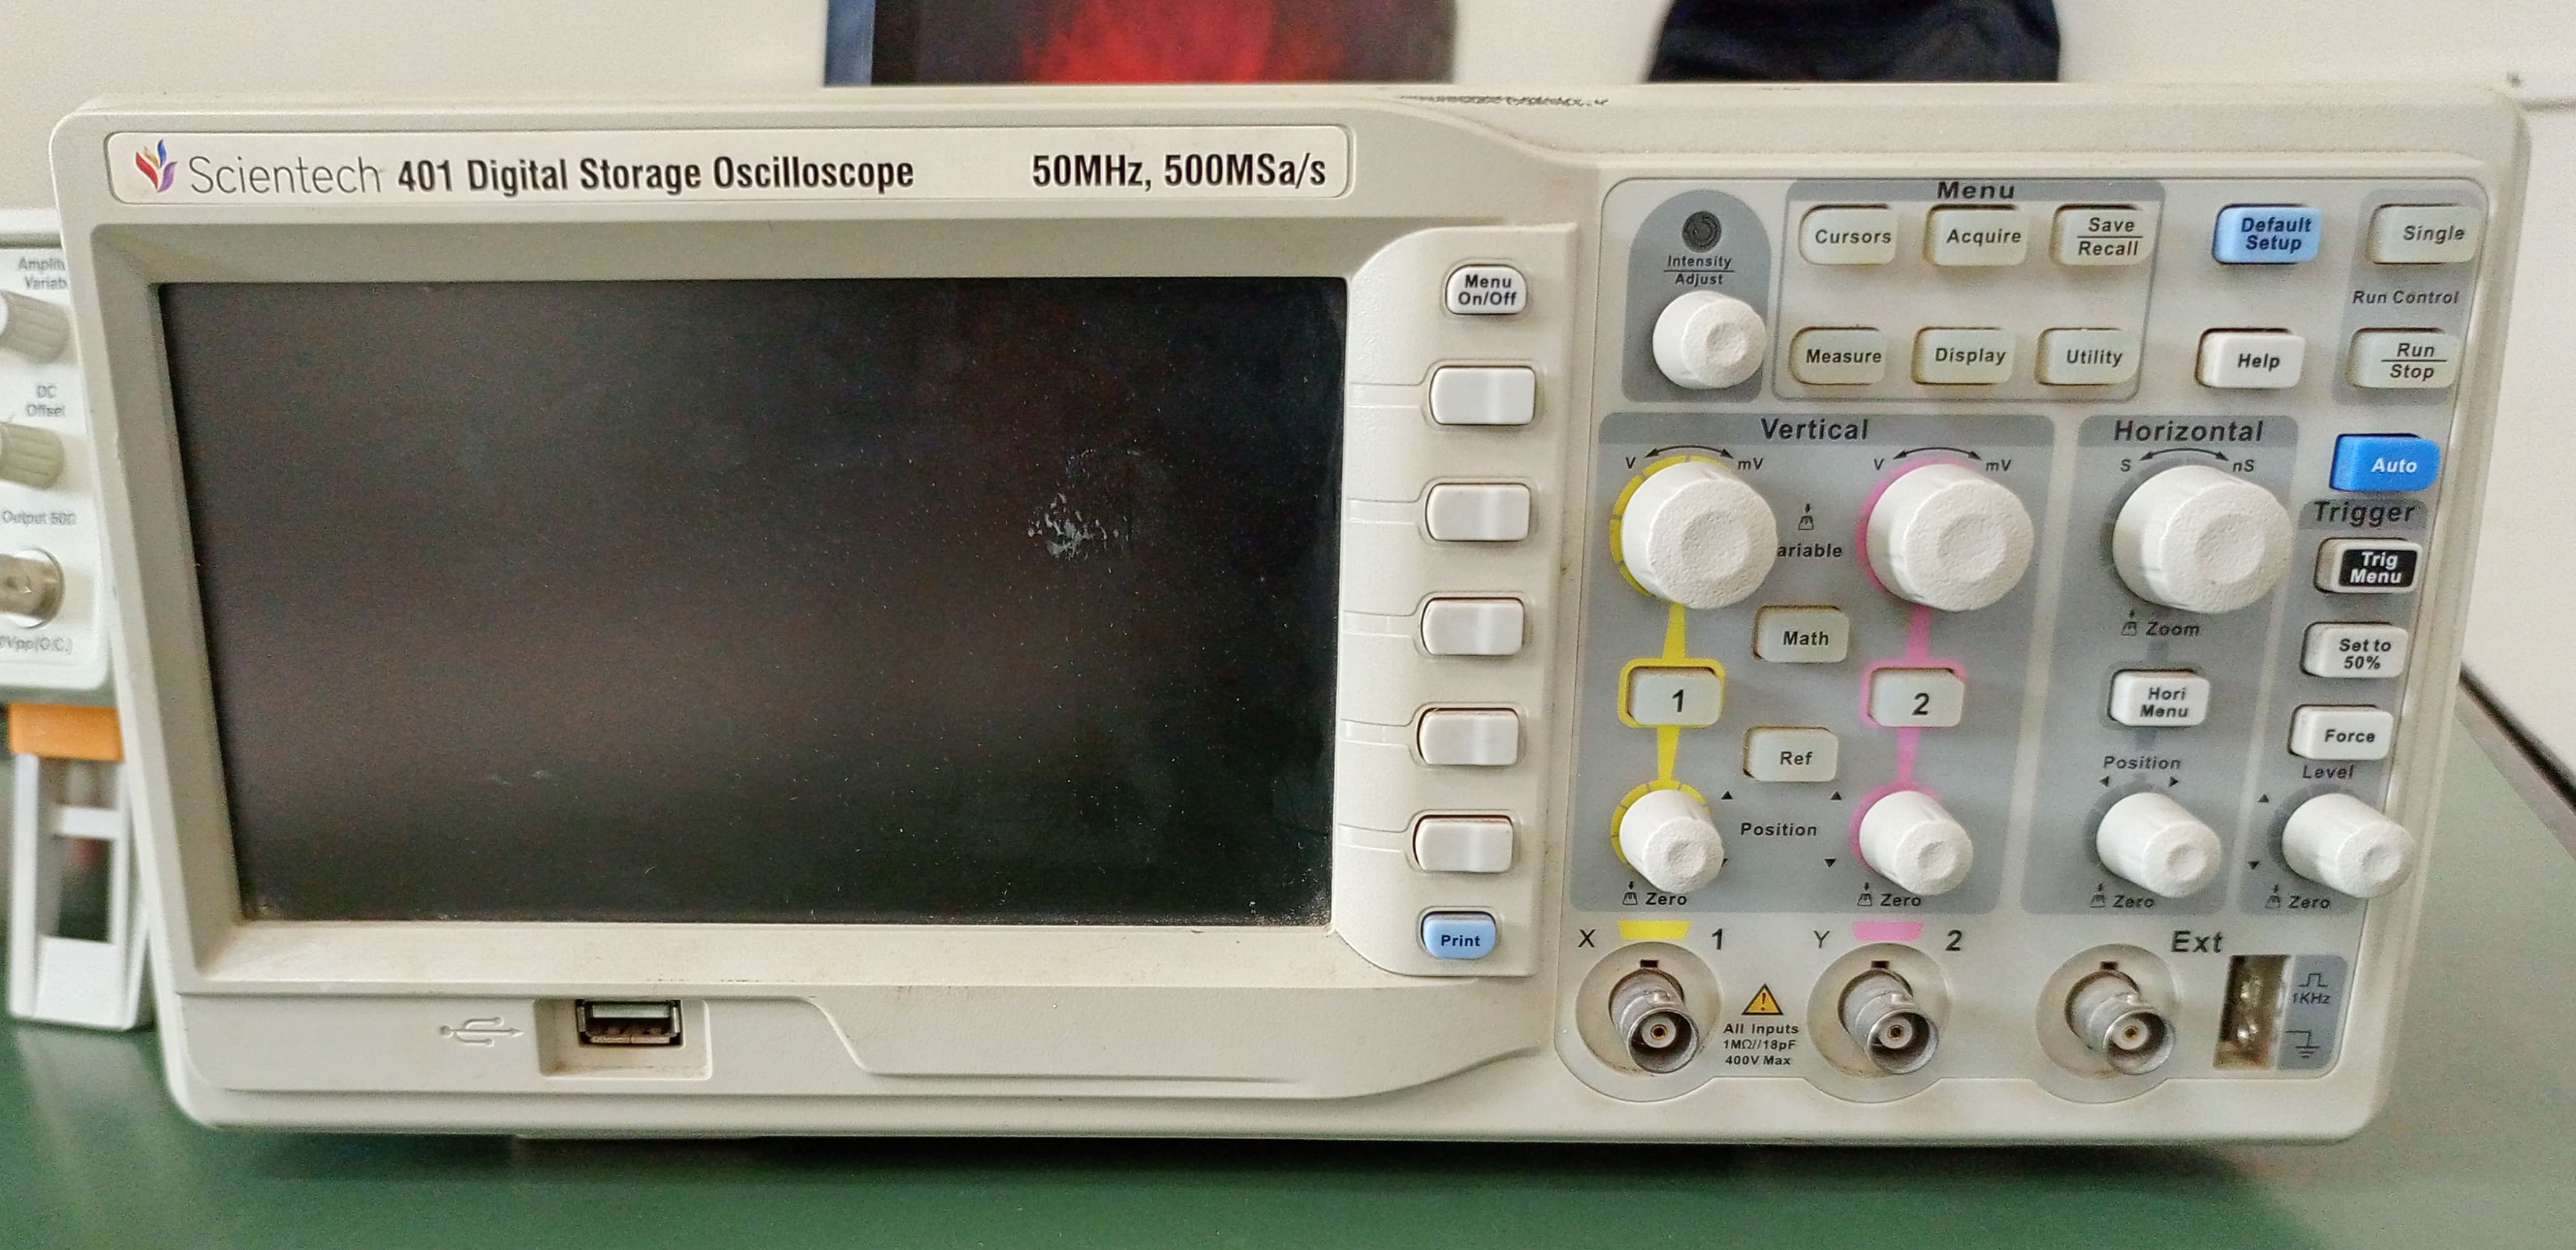 Scientech 401 Digital Storage Oscilloscope 50MHz, 500MSa/s
Menu
On/Off
Print
Intensity
Adjust
Menu
Cursors
Acquire
Save
Recall
Measure
Display
Utility
Default
Setup
Help
Single
Run Control
Run
Stop
Auto
Vertical
V mV
V mV
ariable
Math
1
2
Ref
Position
Zero
Zero
Horizontal
S nS
Zoom
Hori
Menu
Position
Zero
Trigger
Trig
Menu
Set to
50%
Force
Level
Zero
X 1
Y 2
Ext
All Inputs
1MΩ//18pF
400V Max
1KHz
DC
Output 50Ω